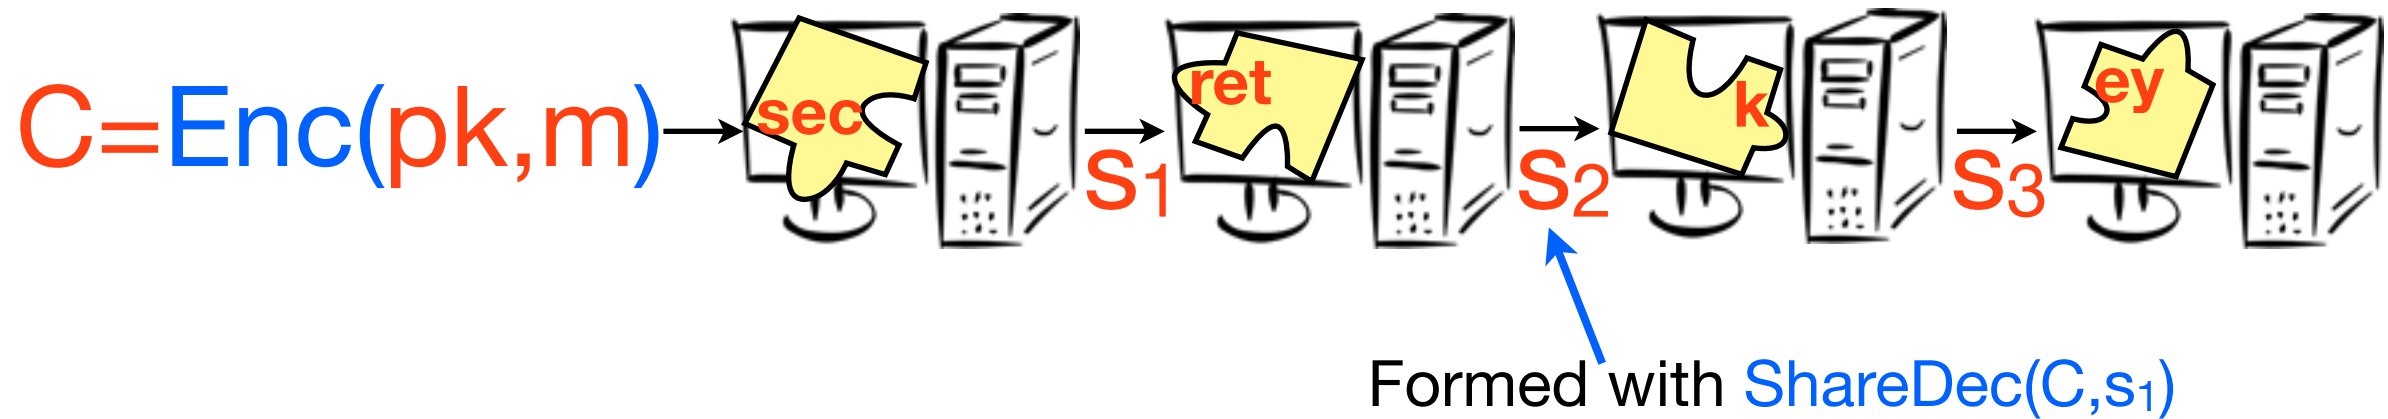 C=Enc(pk,m) sec ret k ey
s₁ s₂ s₃
Formed with ShareDec(C,s₁)